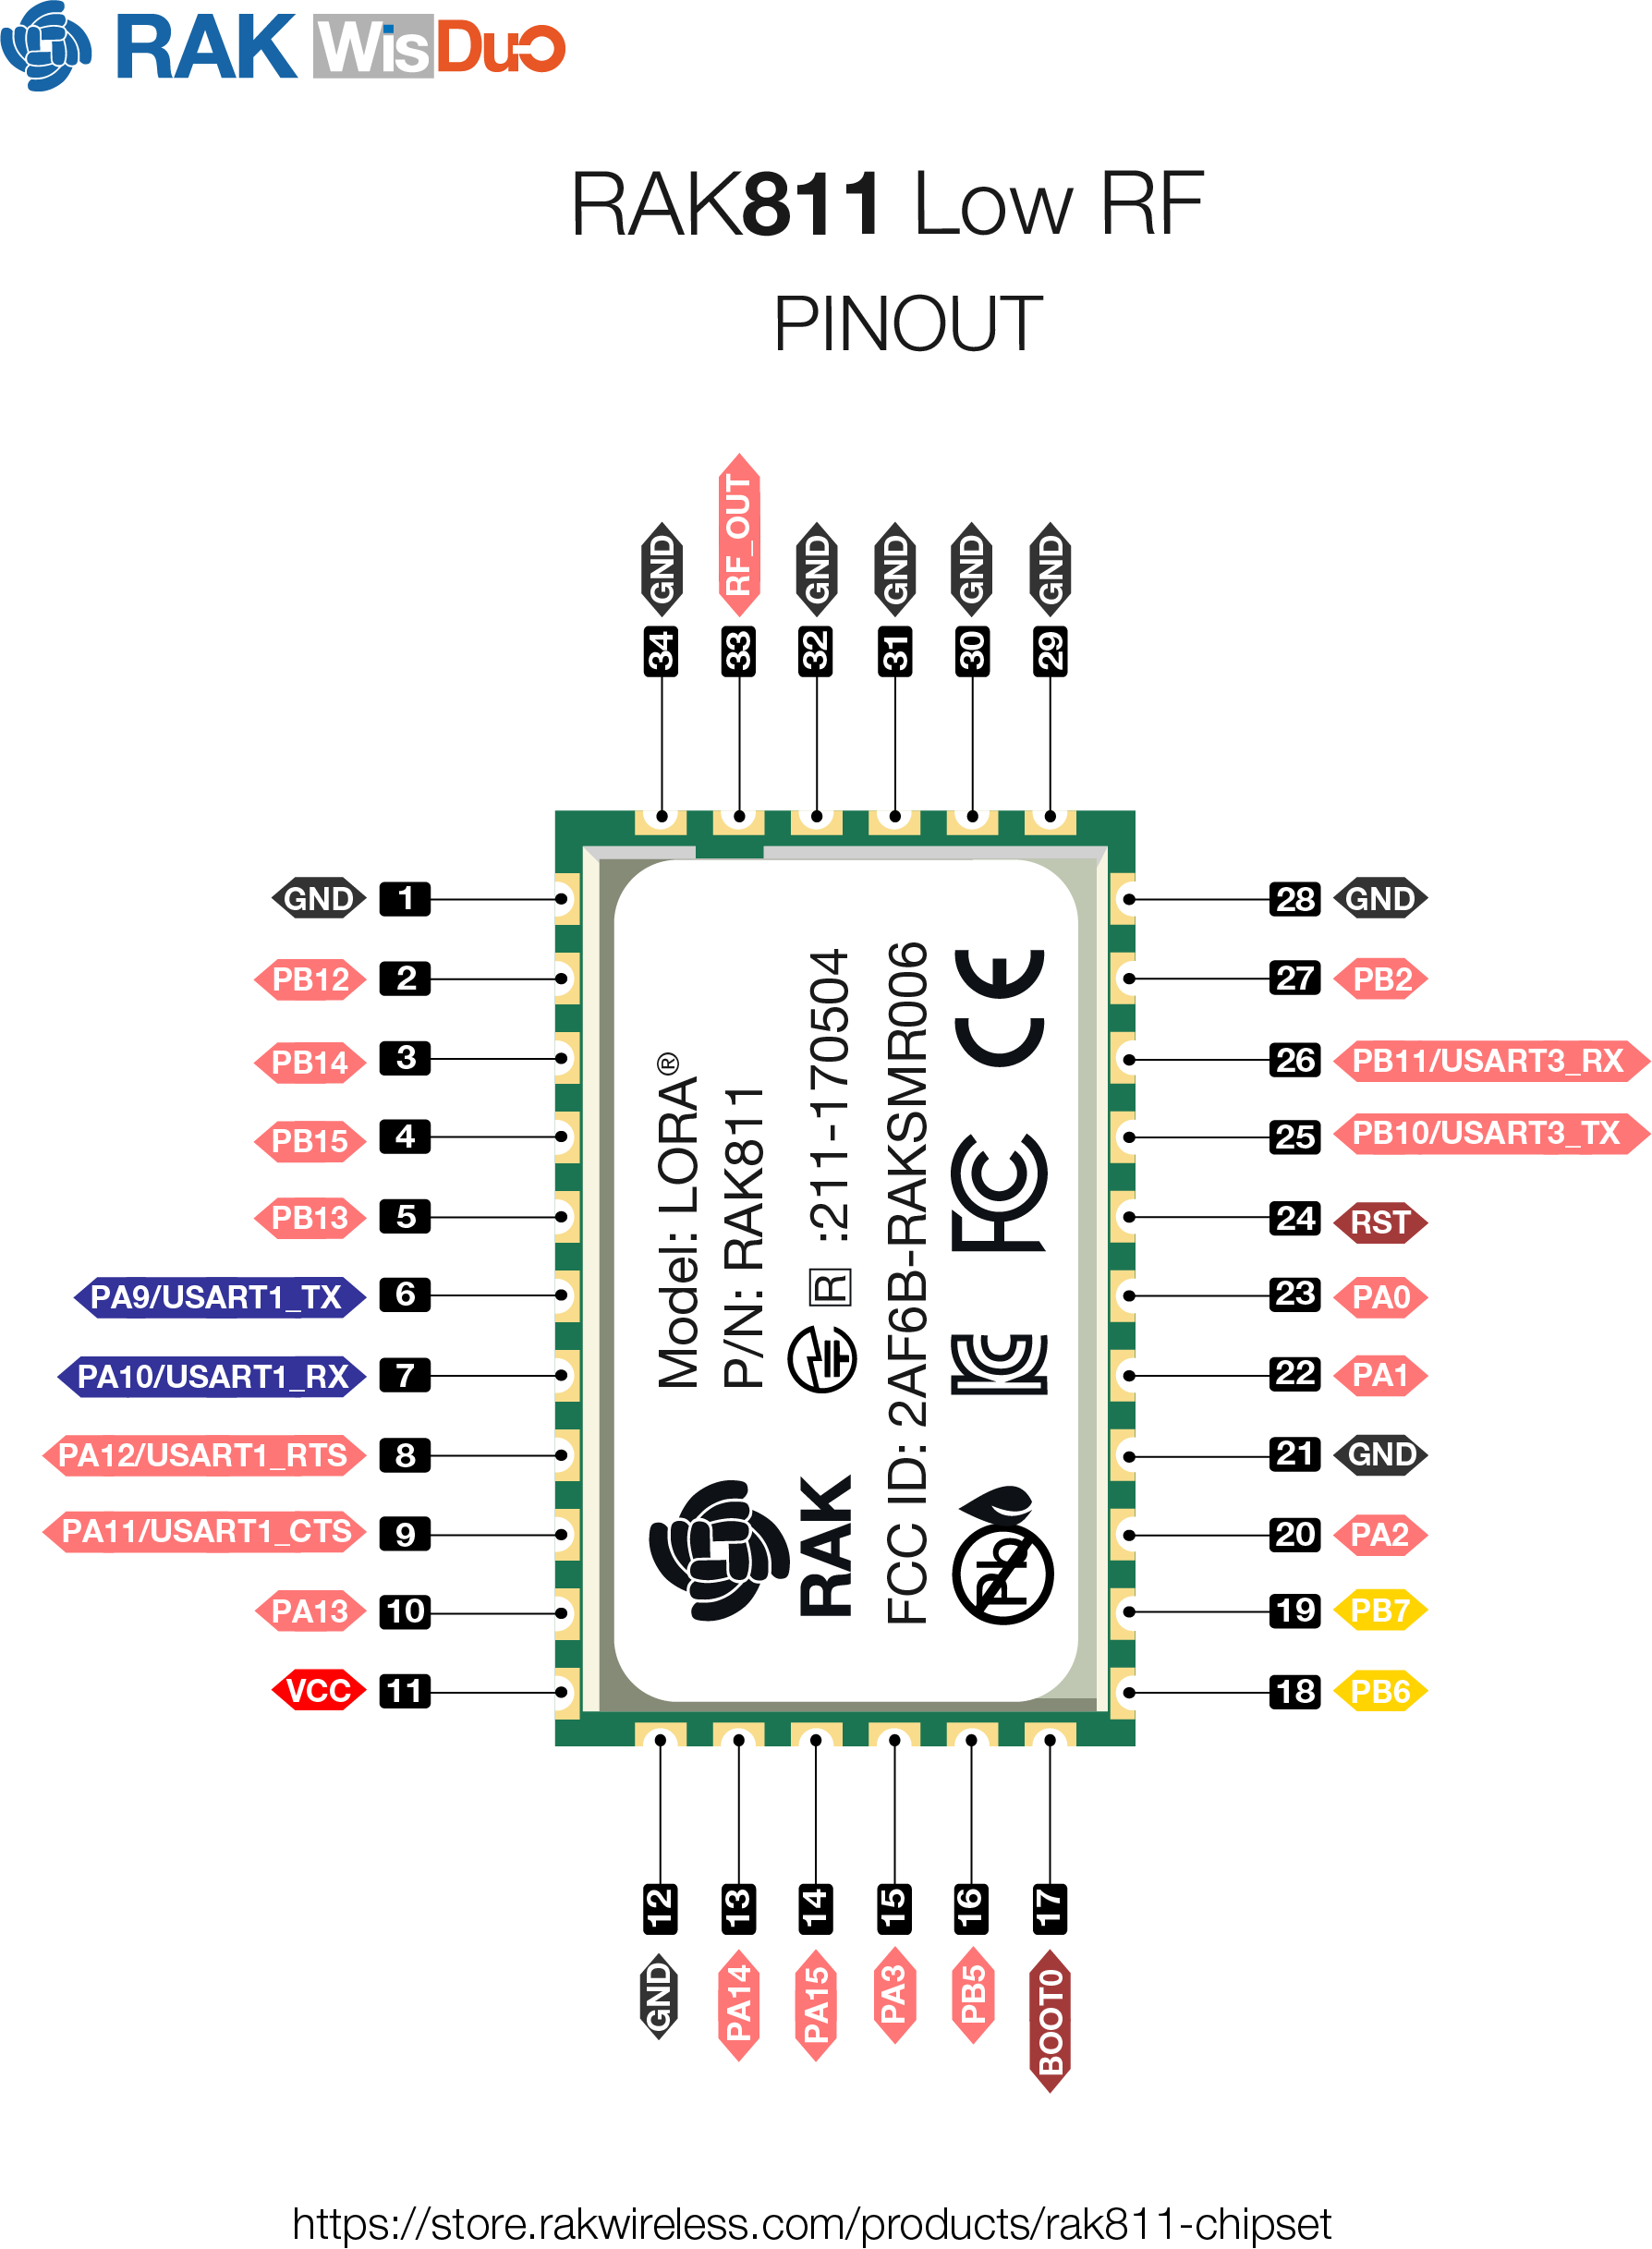 RAK WisDuo
RAK811 Low RF
PINOUT
GND
RF_OUT
GND
GND
GND
GND
34
33
32
31
30
29
GND 1
PB12 2
PB14 3
PB15 4
PB13 5
PA9/USART1_TX 6
PA10/USART1_RX 7
PA12/USART1_RTS 8
PA11/USART1_CTS 9
PA13 10
VCC 11
Model: LORA®
P/N: RAK811
R :211-170504
FCC ID: 2AF6B-RAKSMR006
RAK
Pb
FC CE
28 GND
27 PB2
26 PB11/USART3_RX
25 PB10/USART3_TX
24 RST
23 PA0
22 PA1
21 GND
20 PA2
19 PB7
18 PB6
12
13
14
15
16
17
GND
PA14
PA15
PA3
PB5
BOOT0
https://store.rakwireless.com/products/rak811-chipset